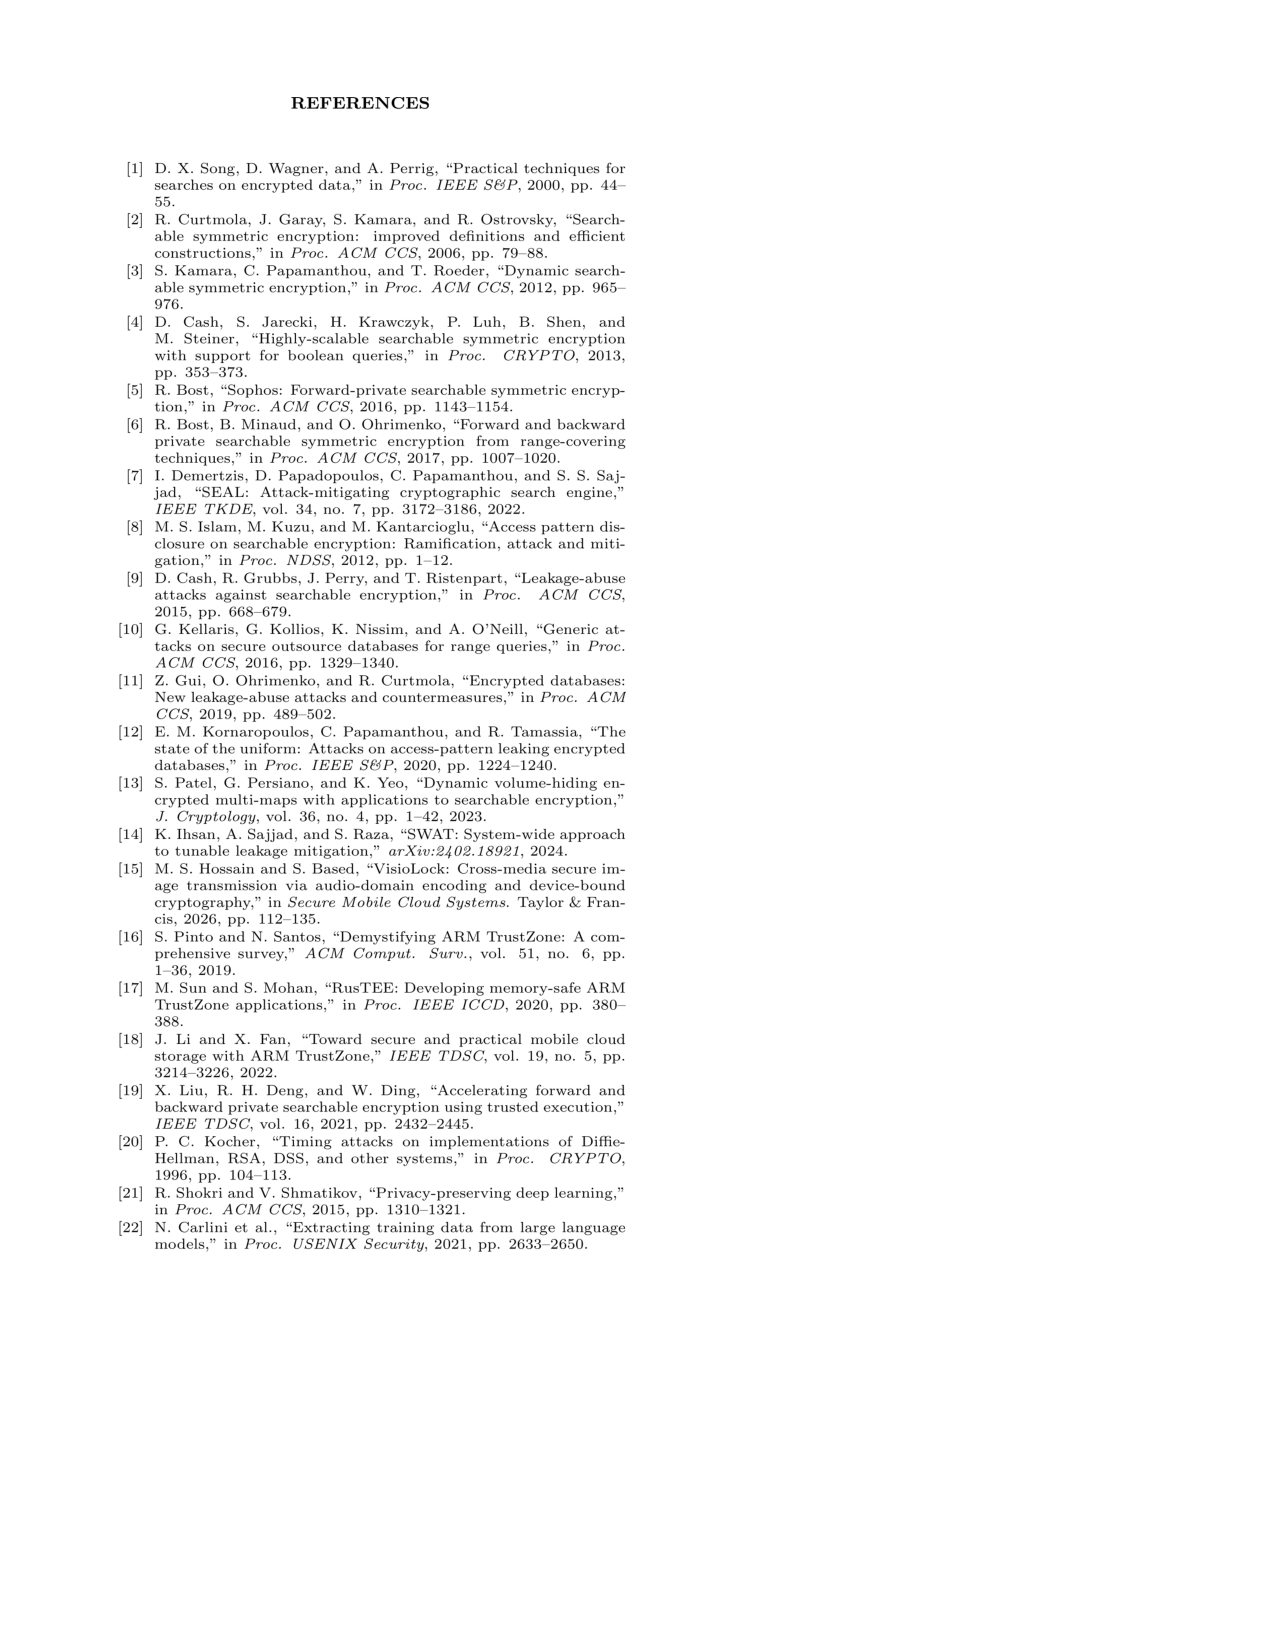 REFERENCES
[1] D. X. Song, D. Wagner, and A. Perrig, “Practical techniques for
searches on encrypted data,” in Proc. IEEE S&P, 2000, pp. 44–
55.
[2] R. Curtmola, J. Garay, S. Kamara, and R. Ostrovsky, “Search-
able symmetric encryption: improved definitions and efficient
constructions,” in Proc. ACM CCS, 2006, pp. 79–88.
[3] S. Kamara, C. Papamanthou, and T. Roeder, “Dynamic search-
able symmetric encryption,” in Proc. ACM CCS, 2012, pp. 965–
976.
[4] D. Cash, S. Jarecki, H. Krawczyk, P. Luh, B. Shen, and
M. Steiner, “Highly-scalable searchable symmetric encryption
with support for boolean queries,” in Proc. CRYPTO, 2013,
pp. 353–373.
[5] R. Bost, “Sophos: Forward-private searchable symmetric encryp-
tion,” in Proc. ACM CCS, 2016, pp. 1143–1154.
[6] R. Bost, B. Minaud, and O. Ohrimenko, “Forward and backward
private searchable symmetric encryption from range-covering
techniques,” in Proc. ACM CCS, 2017, pp. 1007–1020.
[7] I. Demertzis, D. Papadopoulos, C. Papamanthou, and S. S. Saj-
jad, “SEAL: Attack-mitigating cryptographic search engine,”
IEEE TKDE, vol. 34, no. 7, pp. 3172–3186, 2022.
[8] M. S. Islam, M. Kuzu, and M. Kantarcioglu, “Access pattern dis-
closure on searchable encryption: Ramification, attack and miti-
gation,” in Proc. NDSS, 2012, pp. 1–12.
[9] D. Cash, R. Grubbs, J. Perry, and T. Ristenpart, “Leakage-abuse
attacks against searchable encryption,” in Proc. ACM CCS,
2015, pp. 668–679.
[10] G. Kellaris, G. Kollios, K. Nissim, and A. O’Neill, “Generic at-
tacks on secure outsource databases for range queries,” in Proc.
ACM CCS, 2016, pp. 1329–1340.
[11] Z. Gui, O. Ohrimenko, and R. Curtmola, “Encrypted databases:
New leakage-abuse attacks and countermeasures,” in Proc. ACM
CCS, 2019, pp. 489–502.
[12] E. M. Kornaropoulos, C. Papamanthou, and R. Tamassia, “The
state of the uniform: Attacks on access-pattern leaking encrypted
databases,” in Proc. IEEE S&P, 2020, pp. 1224–1240.
[13] S. Patel, G. Persiano, and K. Yeo, “Dynamic volume-hiding en-
crypted multi-maps with applications to searchable encryption,”
J. Cryptology, vol. 36, no. 4, pp. 1–42, 2023.
[14] K. Ihsan, A. Sajjad, and S. Raza, “SWAT: System-wide approach
to tunable leakage mitigation,” arXiv:2402.18921, 2024.
[15] M. S. Hossain and S. Based, “VisioLock: Cross-media secure im-
age transmission via audio-domain encoding and device-bound
cryptography,” in Secure Mobile Cloud Systems. Taylor & Fran-
cis, 2026, pp. 112–135.
[16] S. Pinto and N. Santos, “Demystifying ARM TrustZone: A com-
prehensive survey,” ACM Comput. Surv., vol. 51, no. 6, pp.
1–36, 2019.
[17] M. Sun and S. Mohan, “RusTEE: Developing memory-safe ARM
TrustZone applications,” in Proc. IEEE ICCD, 2020, pp. 380–
388.
[18] J. Li and X. Fan, “Toward secure and practical mobile cloud
storage with ARM TrustZone,” IEEE TDSC, vol. 19, no. 5, pp.
3214–3226, 2022.
[19] X. Liu, R. H. Deng, and W. Ding, “Accelerating forward and
backward private searchable encryption using trusted execution,”
IEEE TDSC, vol. 16, 2021, pp. 2432–2445.
[20] P. C. Kocher, “Timing attacks on implementations of Diffie-
Hellman, RSA, DSS, and other systems,” in Proc. CRYPTO,
1996, pp. 104–113.
[21] R. Shokri and V. Shmatikov, “Privacy-preserving deep learning,”
in Proc. ACM CCS, 2015, pp. 1310–1321.
[22] N. Carlini et al., “Extracting training data from large language
models,” in Proc. USENIX Security, 2021, pp. 2633–2650.